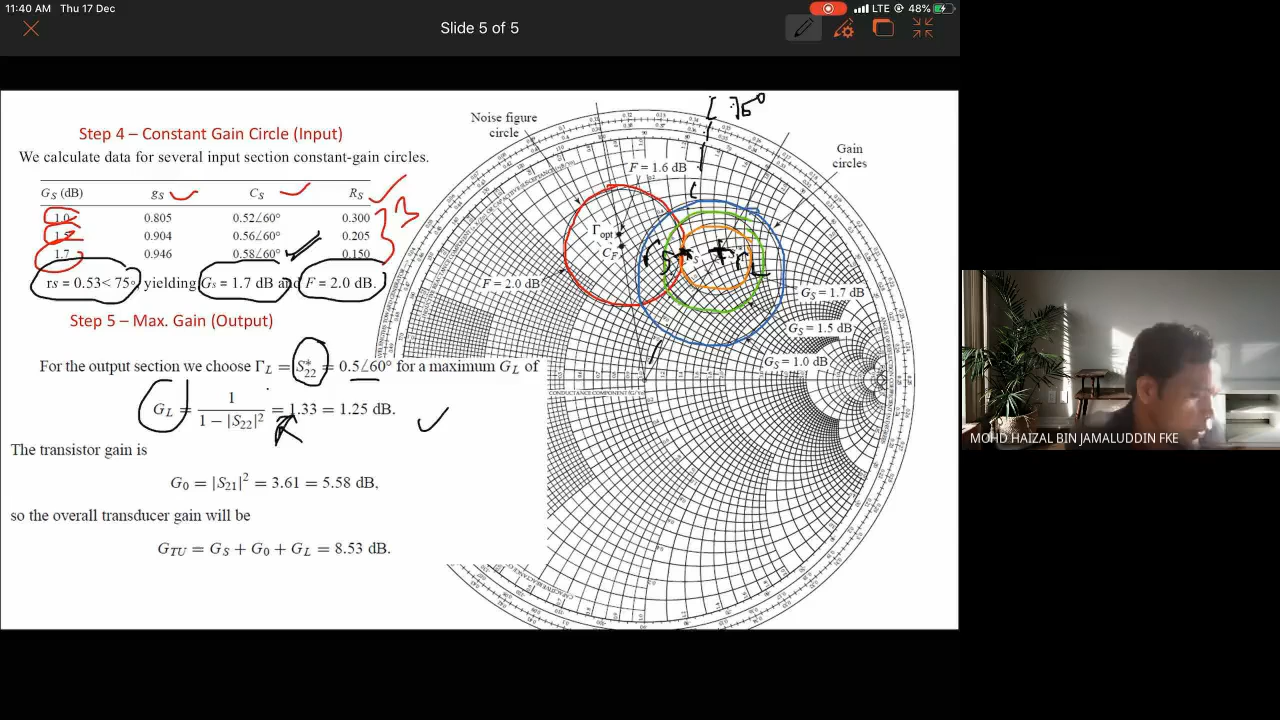 11:40 AM Thu 17 Dec
LTE 48%
Slide 5 of 5
Step 4 – Constant Gain Circle (Input)
We calculate data for several input section constant-gain circles.
G_S (dB) g_S C_S R_S
1.0 0.805 0.52∠60° 0.300
1.5 0.904 0.56∠60° 0.205
1.7 0.946 0.58∠60° 0.150
rs = 0.53< 75° yielding G_S = 1.7 dB and F = 2.0 dB.
Step 5 – Max. Gain (Output)
For the output section we choose Γ_L = S*_22 = 0.5∠60° for a maximum G_L of
G_L = 1 / (1 − |S_22|^2) = 1.33 = 1.25 dB.
The transistor gain is
G_0 = |S_21|^2 = 3.61 = 5.58 dB,
so the overall transducer gain will be
G_TU = G_S + G_0 + G_L = 8.53 dB.
Noise figure
circle
75°
Gain
circles
F = 1.6 dB
Γ_opt
C_F
F = 2.0 dB
G_S = 1.7 dB
G_S = 1.5 dB
G_S = 1.0 dB
MOHD HAIZAL BIN JAMALUDDIN FKE